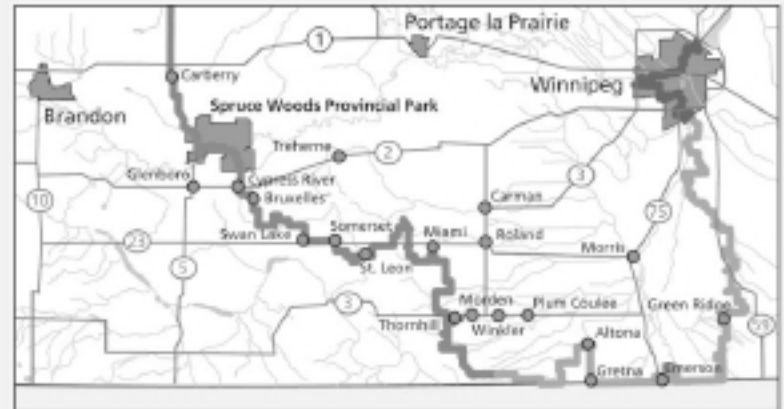 Portage la Prairie
1
Carberry
Winnipeg
Brandon
Spruce Woods Provincial Park
Treherne
2
Glenboro
Cypress River
3
10
Bruxelles
Carman
75
23
Swan Lake
Somerset
Miami
Roland
Morris
5
St. Leon
3
Morden
Plum Coulee
Green Ridge
Thornhill
Winkler
59
Altona
Gretna
Emerson